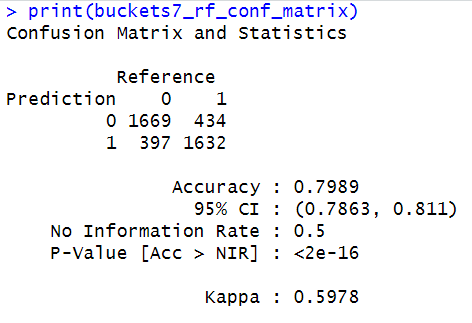 > print(buckets7_rf_conf_matrix)
Confusion Matrix and Statistics
Reference
Prediction 0 1
0 1669 434
1 397 1632
Accuracy : 0.7989
95% CI : (0.7863, 0.811)
No Information Rate : 0.5
P-Value [Acc > NIR] : <2e-16
Kappa : 0.5978